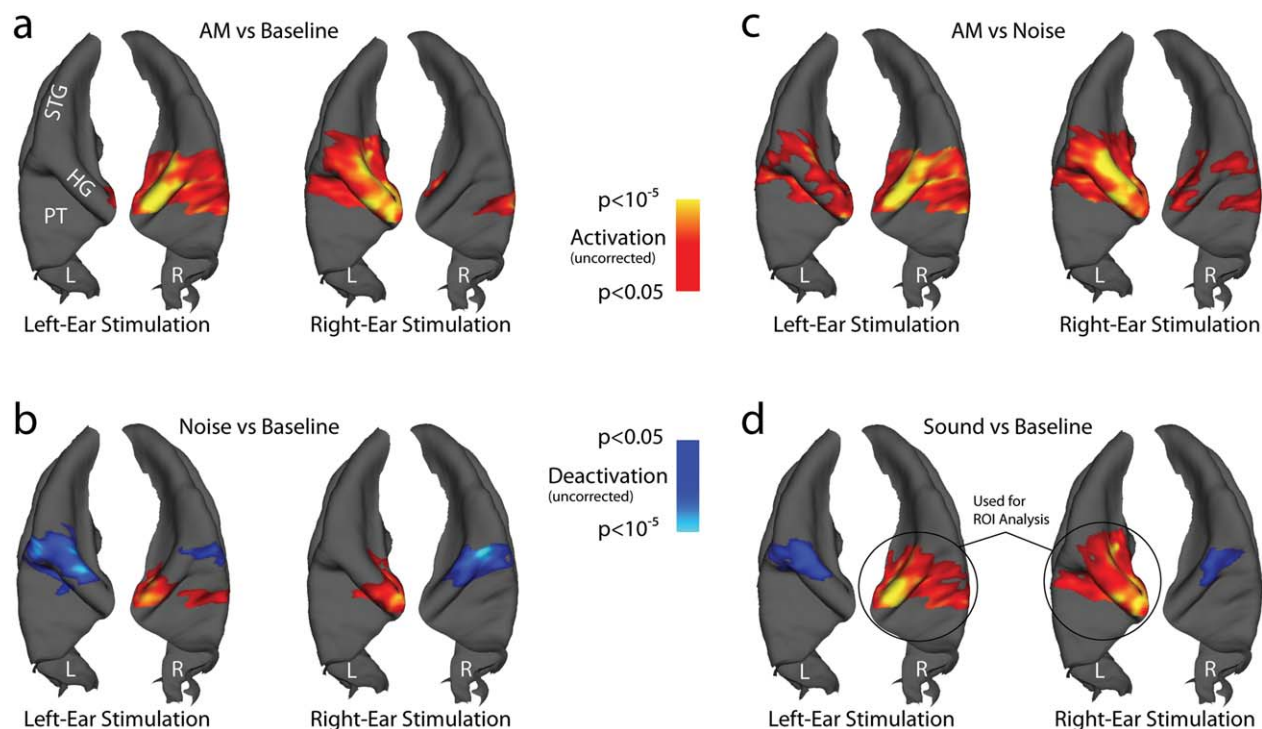 a
AM vs Baseline
STG
HG
PT
L
R
L
R
Left-Ear Stimulation
Right-Ear Stimulation
p<10-5
Activation
(uncorrected)
p<0.05
c
AM vs Noise
L
R
L
R
Left-Ear Stimulation
Right-Ear Stimulation
b
Noise vs Baseline
L
R
L
R
Left-Ear Stimulation
Right-Ear Stimulation
p<0.05
Deactivation
(uncorrected)
p<10-5
d
Sound vs Baseline
Used for
ROI Analysis
L
R
L
R
Left-Ear Stimulation
Right-Ear Stimulation